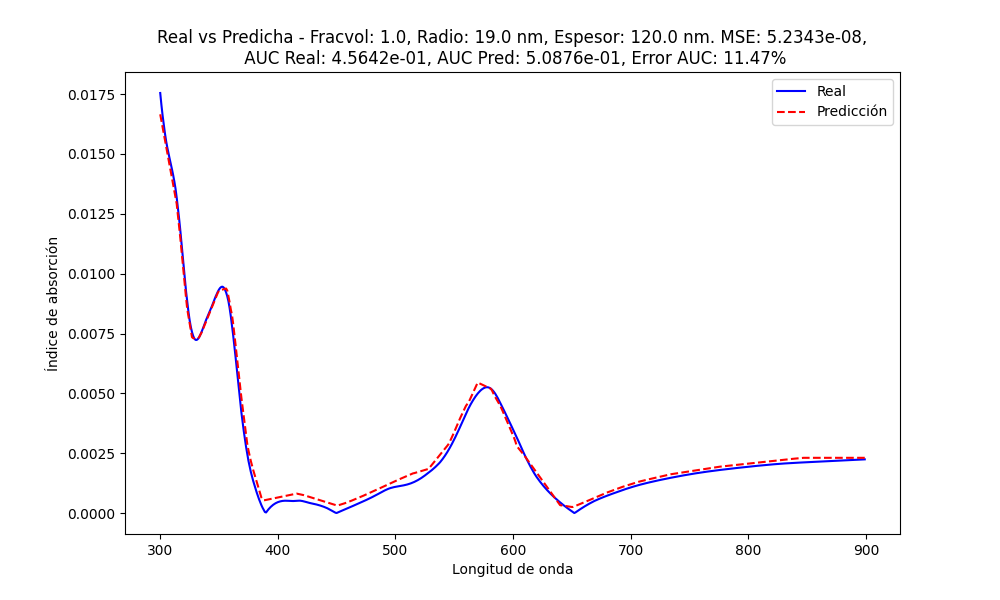 Real vs Predicha - Fracvol: 1.0, Radio: 19.0 nm, Espesor: 120.0 nm. MSE: 5.2343e-08,
AUC Real: 4.5642e-01, AUC Pred: 5.0876e-01, Error AUC: 11.47%
Real
Predicción
Índice de absorción
0.0175
0.0150
0.0125
0.0100
0.0075
0.0050
0.0025
0.0000
300 400 500 600 700 800 900
Longitud de onda